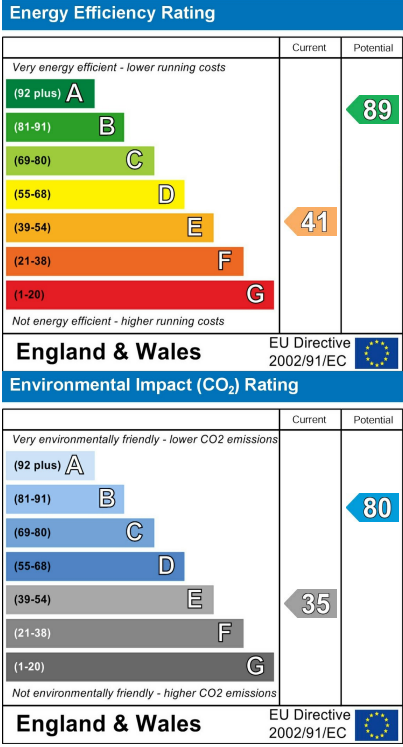 Energy Efficiency Rating
Current Potential
Very energy efficient - lower running costs
(92 plus) A
(81-91) B
(69-80) C
(55-68) D
(39-54) E
(21-38) F
(1-20) G
89
41
Not energy efficient - higher running costs
England & Wales
EU Directive
2002/91/EC
Environmental Impact (CO₂) Rating
Current Potential
Very environmentally friendly - lower CO2 emissions
(92 plus) A
(81-91) B
(69-80) C
(55-68) D
(39-54) E
(21-38) F
(1-20) G
80
35
Not environmentally friendly - higher CO2 emissions
England & Wales
EU Directive
2002/91/EC